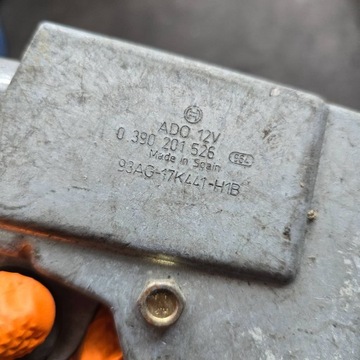 ADO 12V
0 390 201 526
Made in Spain
93AG-17K441-H1B